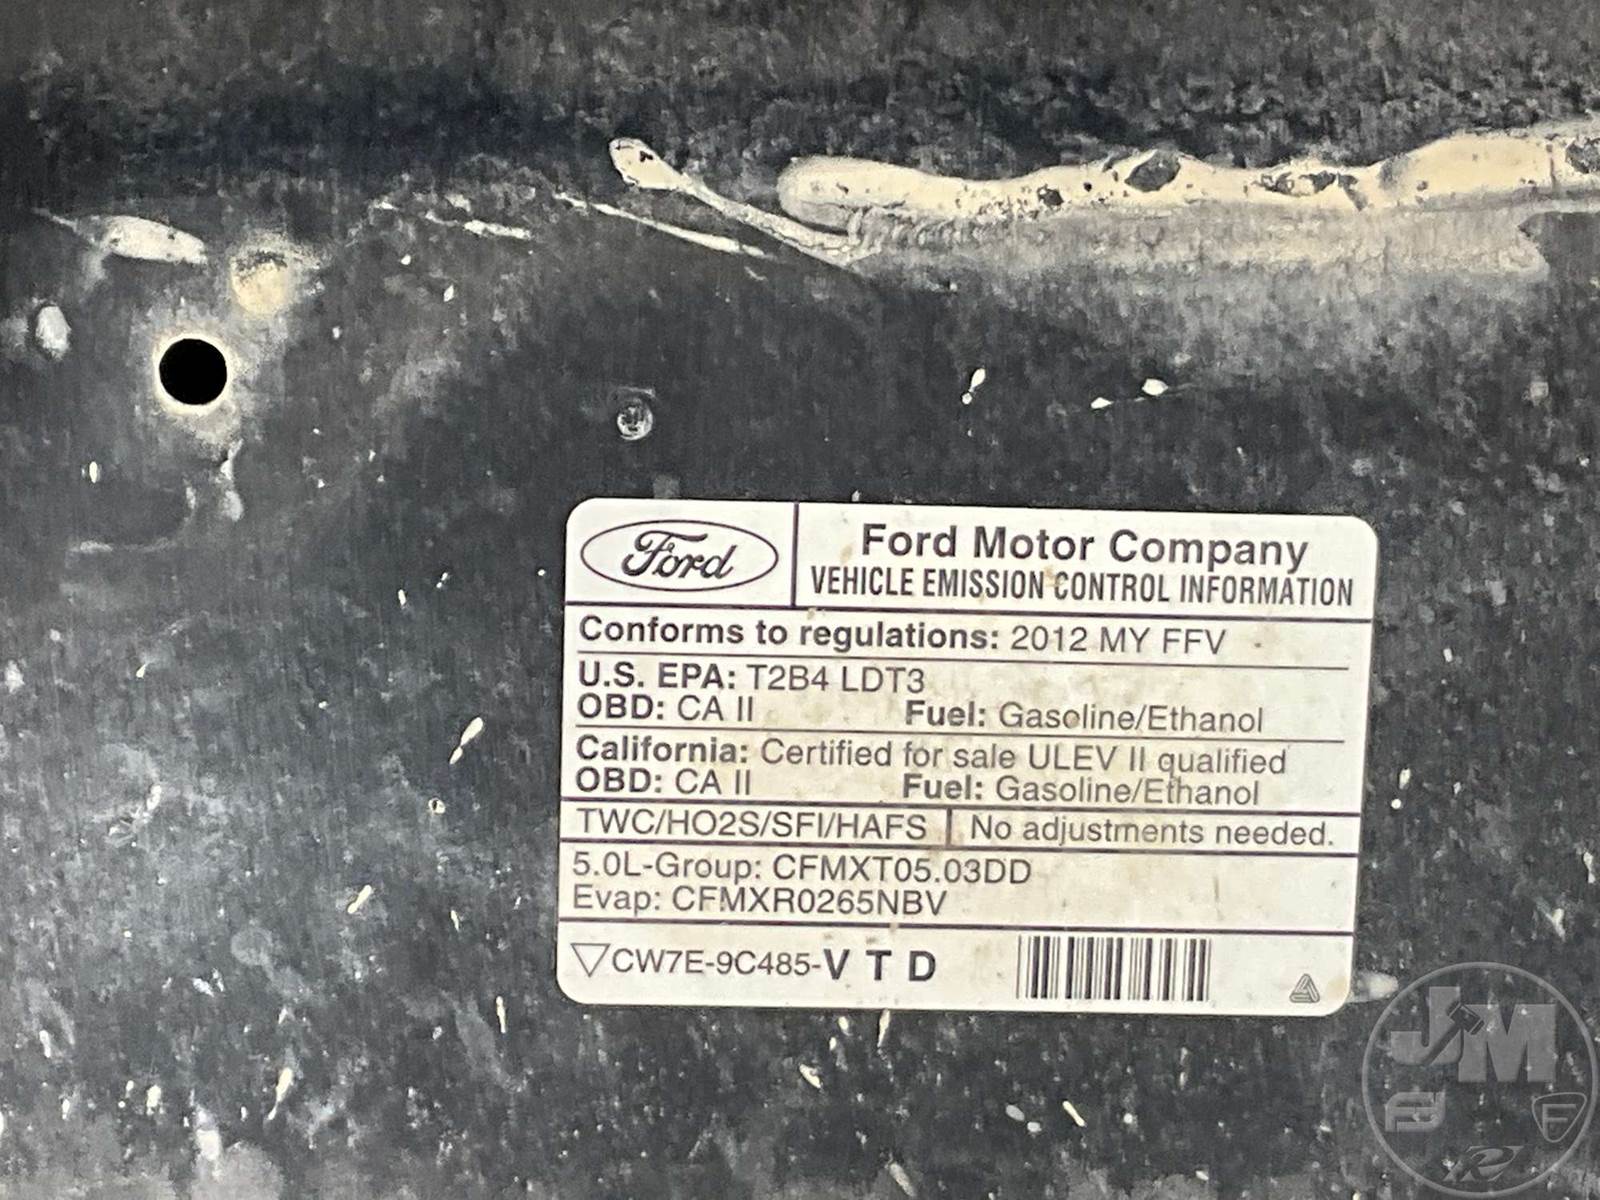 Ford
Ford Motor Company
VEHICLE EMISSION CONTROL INFORMATION
Conforms to regulations: 2012 MY FFV
U.S. EPA: T2B4 LDT3
OBD: CA II Fuel: Gasoline/Ethanol
California: Certified for sale ULEV II qualified
OBD: CA II Fuel: Gasoline/Ethanol
TWC/HO2S/SFI/HAFS No adjustments needed.
5.0L-Group: CFMXT05.03DD
Evap: CFMXR0265NBV
CW7E-9C485-V T D
JM
F
R